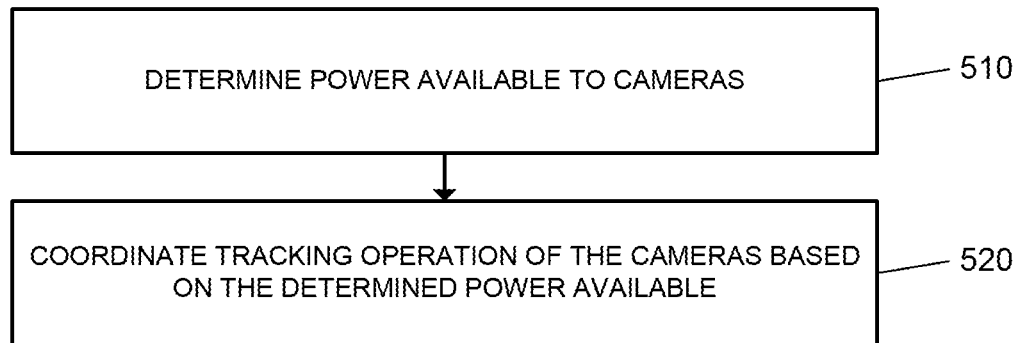 DETERMINE POWER AVAILABLE TO CAMERAS
510
COORDINATE TRACKING OPERATION OF THE CAMERAS BASED
ON THE DETERMINED POWER AVAILABLE
520